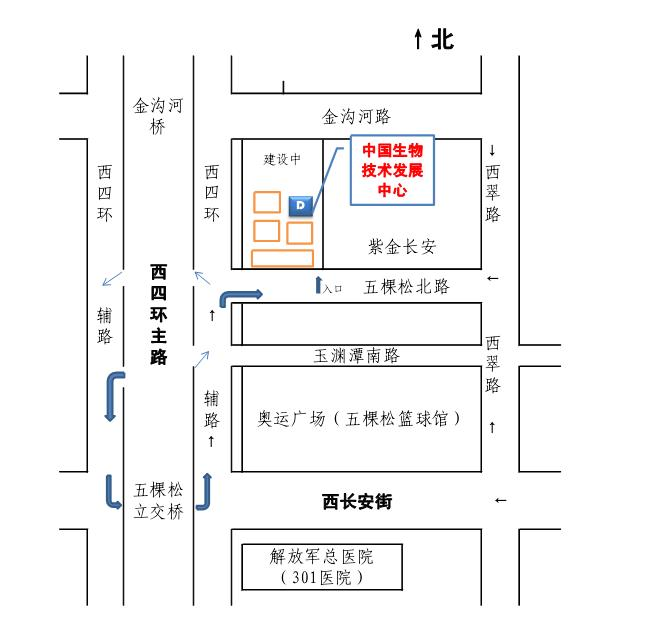 ↑北
金沟河
桥
金沟河路
建设中
中国生物
技术发展
中心
西四环
西四环
↓西翠路
D
紫金长安
西四环主路
入口
五棵松北路
←
辅路
↑
玉渊潭南路
西翠路
↑
辅路
↑
奥运广场（五棵松篮球馆）
五棵松
立交桥
西长安街
←
解放军总医院
（301医院）